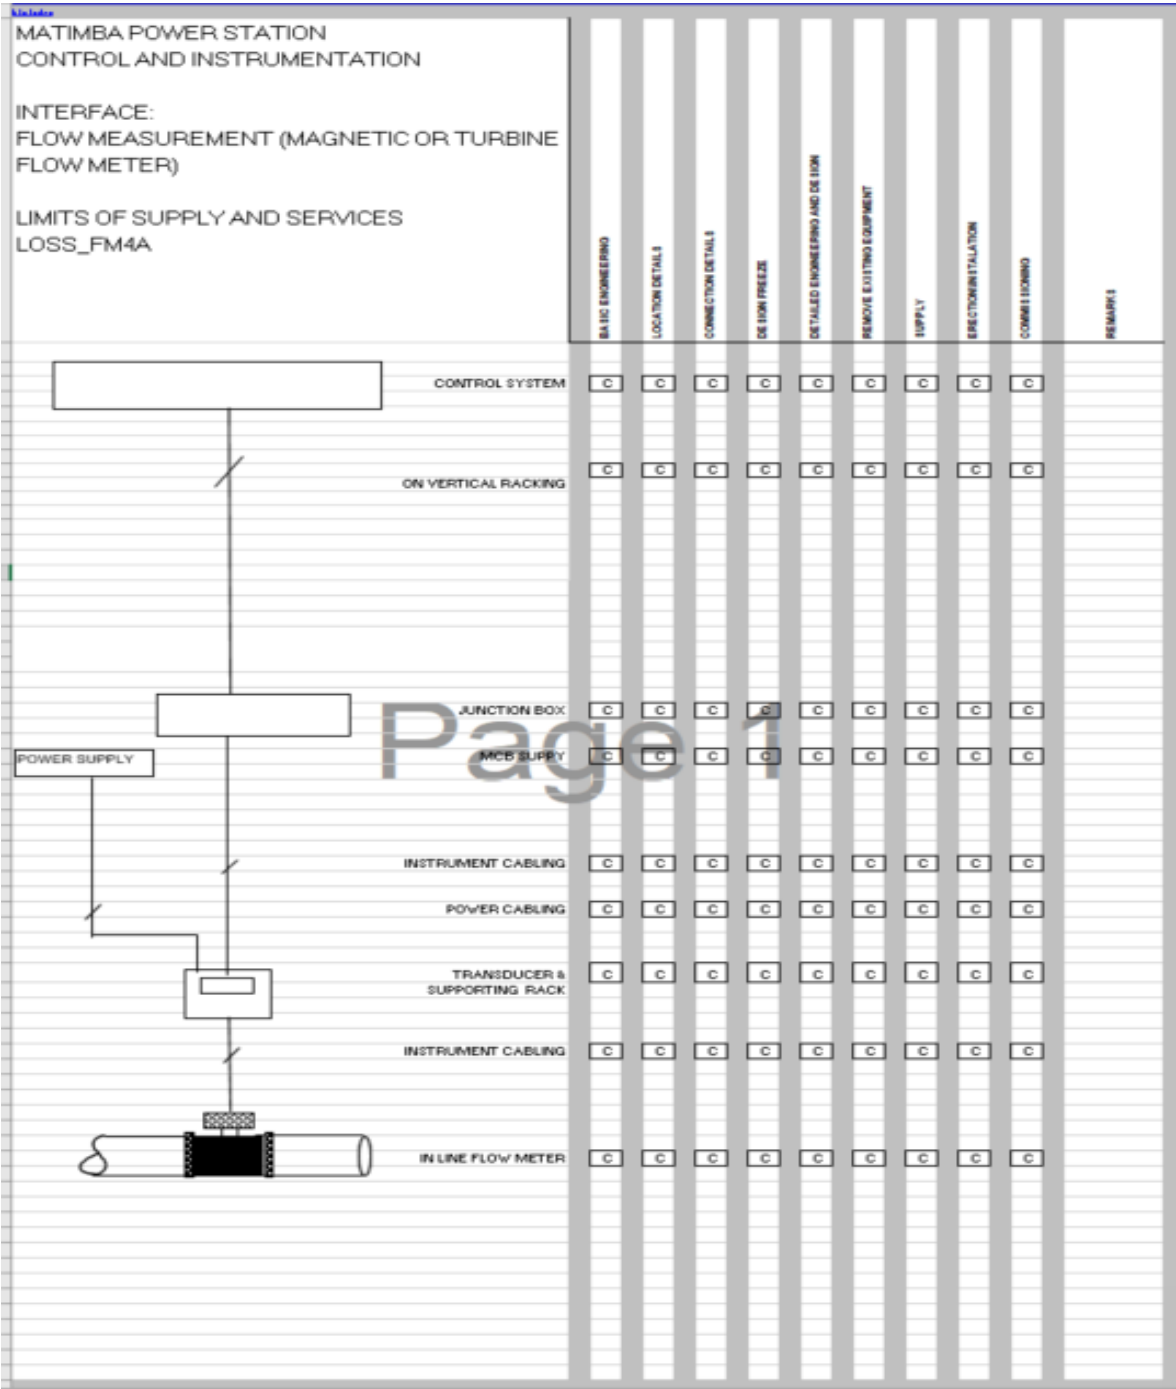 MATIMBA POWER STATION
CONTROL AND INSTRUMENTATION
INTERFACE:
FLOW MEASUREMENT (MAGNETIC OR TURBINE
FLOW METER)
LIMITS OF SUPPLY AND SERVICES
LOSS_FM4A
BASIC ENGINEERING
LOCATION DETAILS
CONNECTION DETAILS
DESIGN FREEZE
DETAILED ENGINEERING AND DESIGN
REMOVE EXISTING EQUIPMENT
SUPPLY
ERECTION/INSTALATION
COMMISSIONING
REMARKS
CONTROL SYSTEM C C C C C C C C C
ON VERTICAL RACKING C C C C C C C C C
JUNCTION BOX C C C C C C C C C
POWER SUPPLY
MCB SUPPY C C C C C C C C C
Page 1
INSTRUMENT CABLING C C C C C C C C C
POWER CABLING C C C C C C C C C
TRANSDUCER &
SUPPORTING RACK C C C C C C C C C
INSTRUMENT CABLING C C C C C C C C C
IN LINE FLOW METER C C C C C C C C C